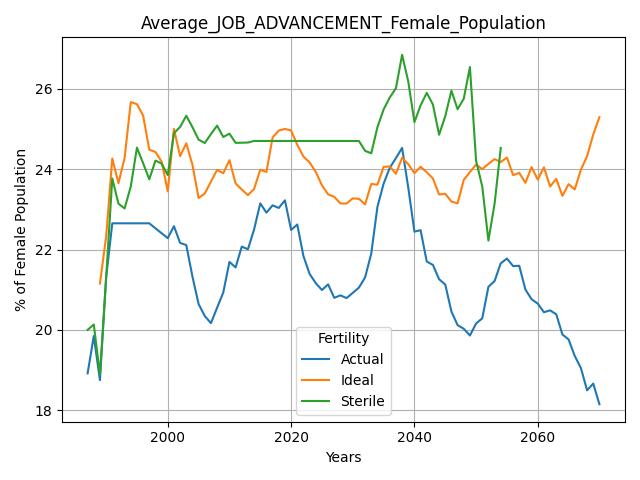 Average_JOB_ADVANCEMENT_Female_Population
% of Female Population
26
24
22
20
18
Fertility
Actual
Ideal
Sterile
2000 2020 2040 2060
Years